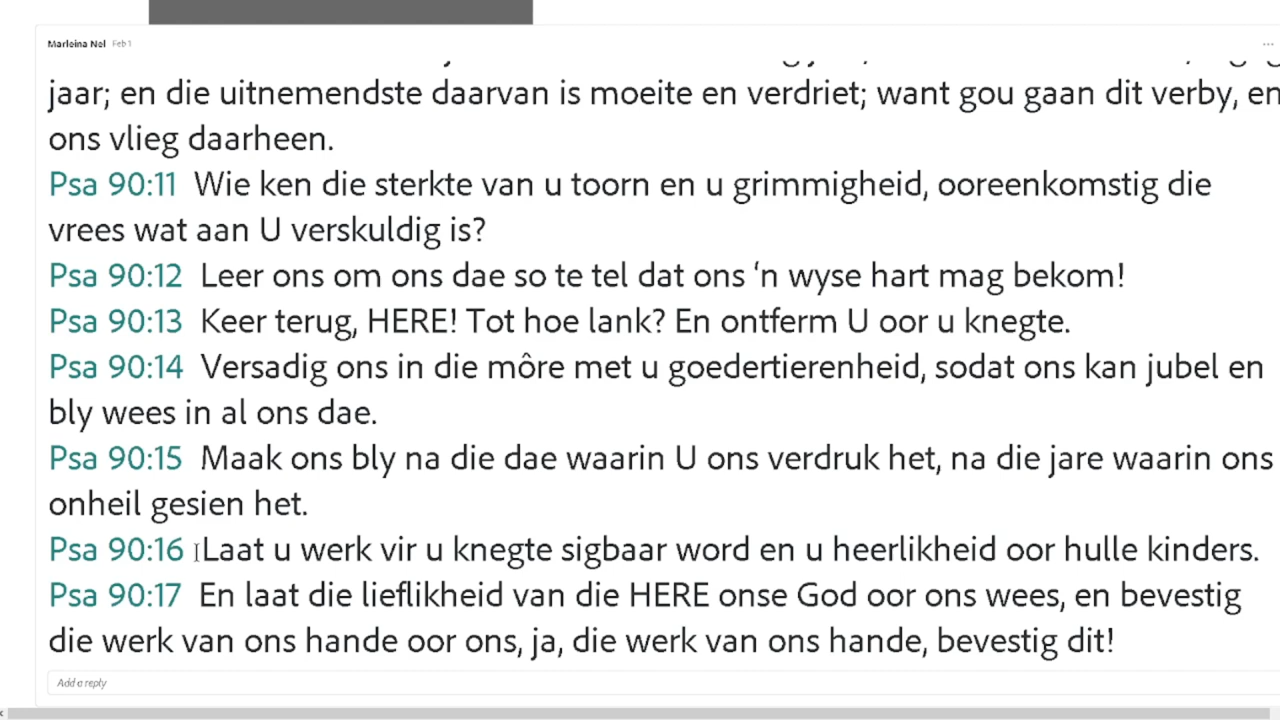 Marleina Nel Feb 1
jaar; en die uitnemendste daarvan is moeite en verdriet; want gou gaan dit verby, en
ons vlieg daarheen.
Psa 90:11 Wie ken die sterkte van u toorn en u grimmigheid, ooreenkomstig die
vrees wat aan U verskuldig is?
Psa 90:12 Leer ons om ons dae so te tel dat ons ‘n wyse hart mag bekom!
Psa 90:13 Keer terug, HERE! Tot hoe lank? En ontferm U oor u knegte.
Psa 90:14 Versadig ons in die môre met u goedertierenheid, sodat ons kan jubel en
bly wees in al ons dae.
Psa 90:15 Maak ons bly na die dae waarin U ons verdruk het, na die jare waarin ons
onheil gesien het.
Psa 90:16 Laat u werk vir u knegte sigbaar word en u heerlikheid oor hulle kinders.
Psa 90:17 En laat die lieflikheid van die HERE onse God oor ons wees, en bevestig
die werk van ons hande oor ons, ja, die werk van ons hande, bevestig dit!
Add a reply